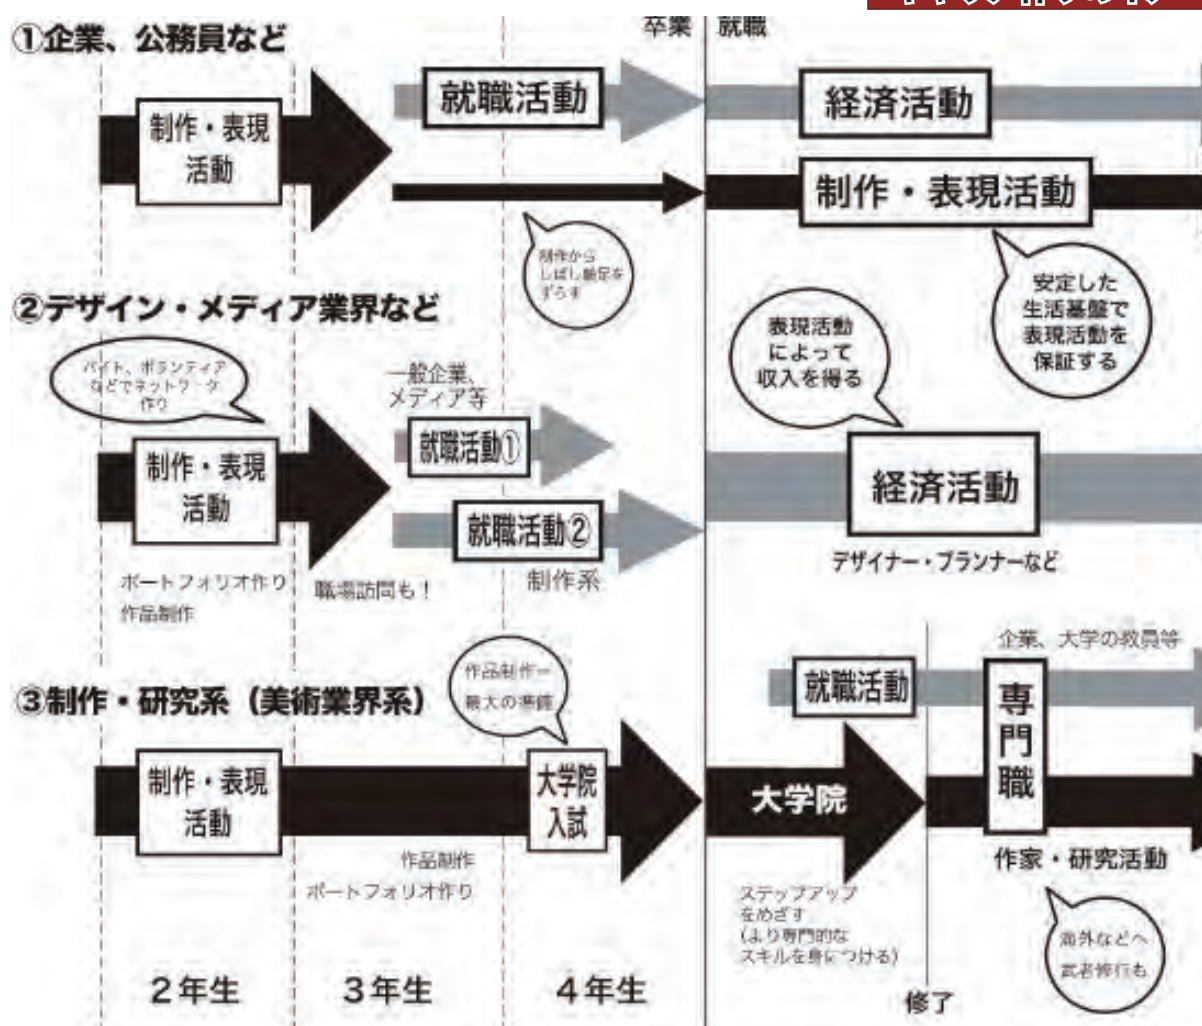 卒業 就職
①企業、公務員など
制作・表現
活動
就職活動
経済活動
制作・表現活動
制作から
しばし軸足を
ずらす
安定した
生活基盤で
表現活動を
保証する
②デザイン・メディア業界など
バイト、ボランティア
などでネットワーク
作り
制作・表現
活動
ポートフォリオ作り
作品制作
職場訪問も！
一般企業、
メディア等
就職活動①
就職活動②
制作系
表現活動
によって
収入を得る
経済活動
デザイナー・プランナーなど
③制作・研究系（美術業界系）
制作・表現
活動
作品制作
ポートフォリオ作り
作品制作ー
最大の準備
大学院
入試
大学院
ステップアップ
をめざす
(より専門的な
スキルを身につける)
就職活動
企業、大学の教員等
専門職
作家・研究活動
海外などへ
武者修行も
2年生
3年生
4年生
修了